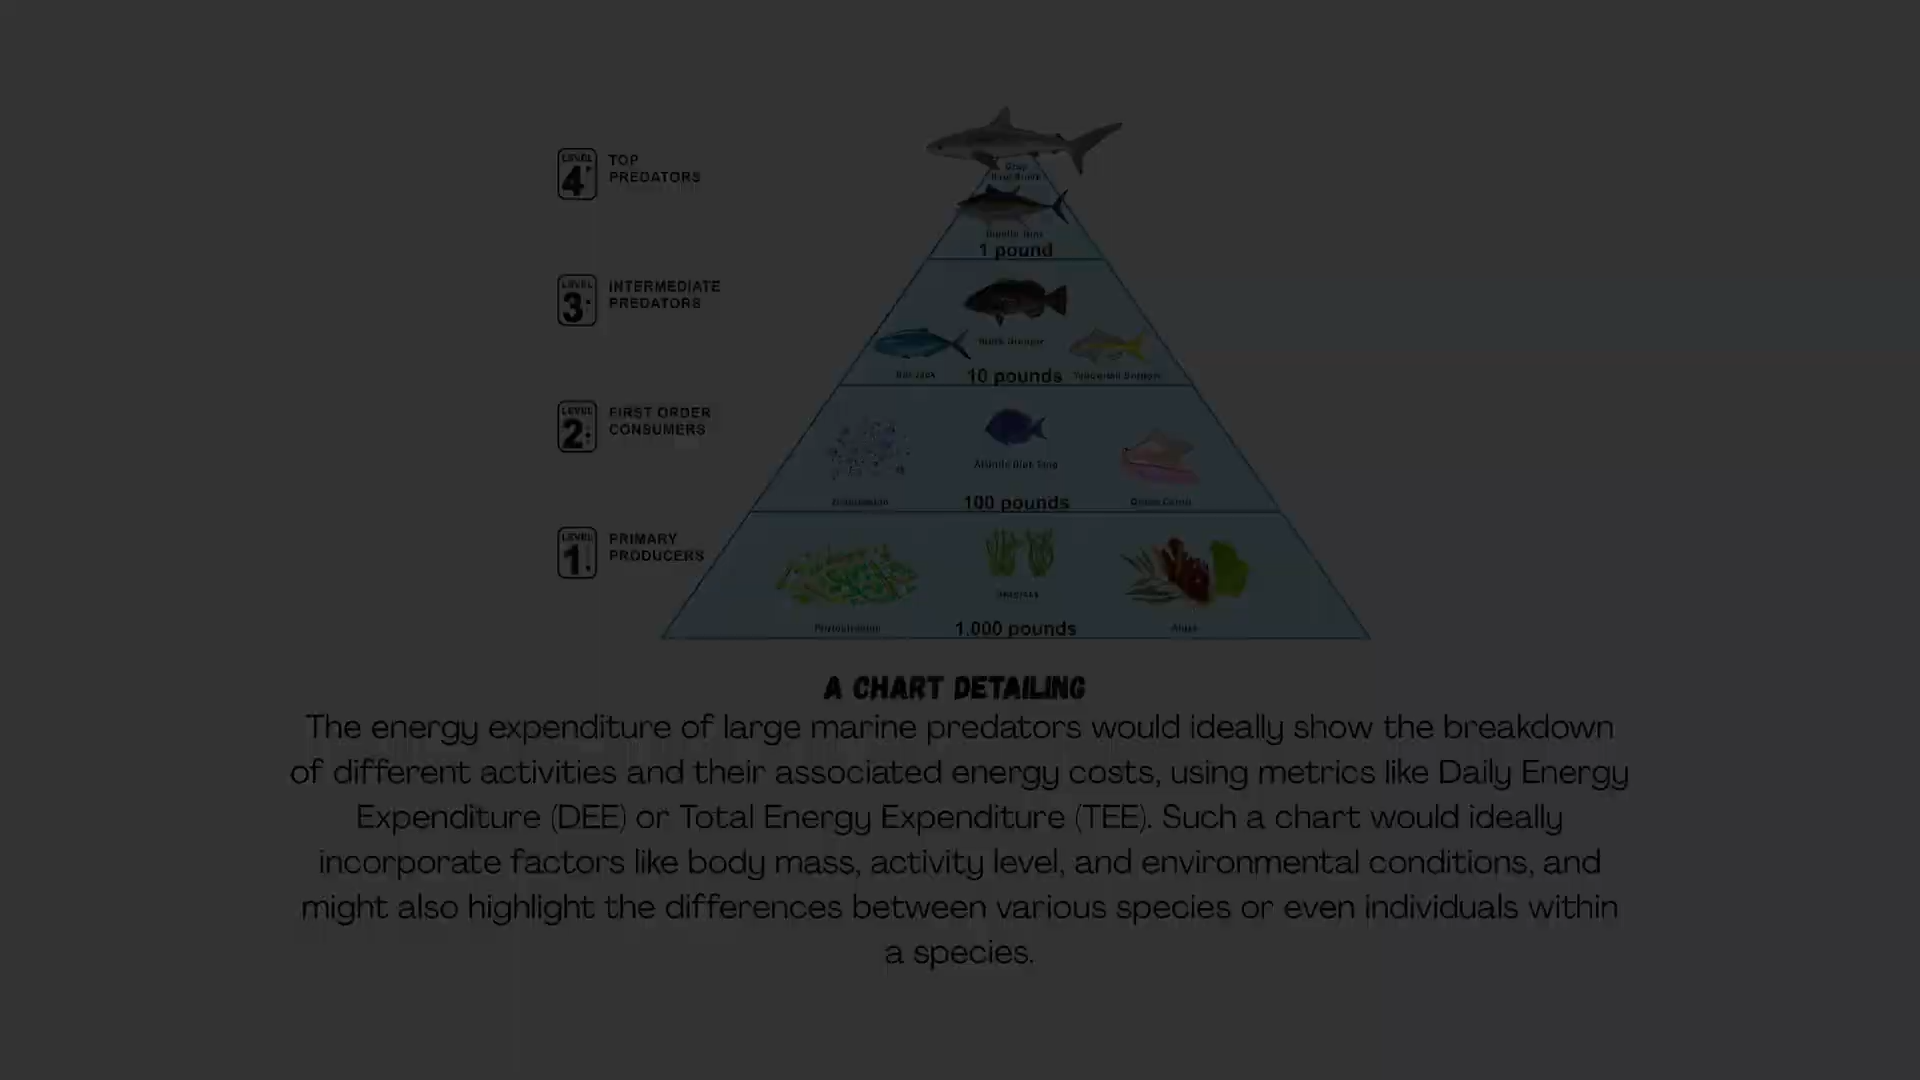 LEVEL
4
TOP
PREDATORS
1 pound
LEVEL
3
INTERMEDIATE
PREDATORS
10 pounds
LEVEL
2
FIRST ORDER
CONSUMERS
100 pounds
LEVEL
1
PRIMARY
PRODUCERS
1,000 pounds
A CHART DETAILING
The energy expenditure of large marine predators would ideally show the breakdown
of different activities and their associated energy costs, using metrics like Daily Energy
Expenditure (DEE) or Total Energy Expenditure (TEE). Such a chart would ideally
incorporate factors like body mass, activity level, and environmental conditions, and
might also highlight the differences between various species or even individuals within
a species.